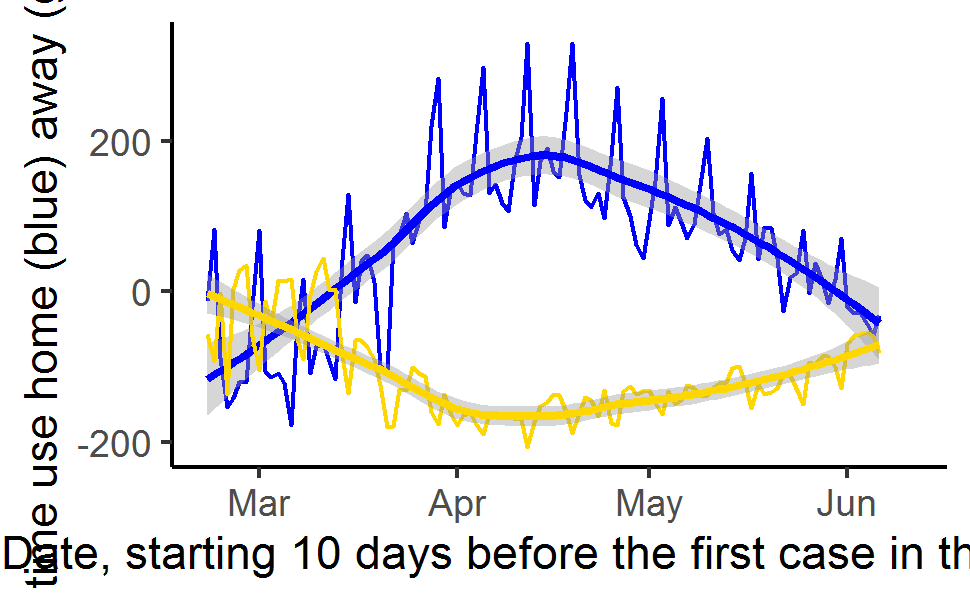 time use home (blue) away (
200
0
-200
Mar Apr May Jun
Date, starting 10 days before the first case in th